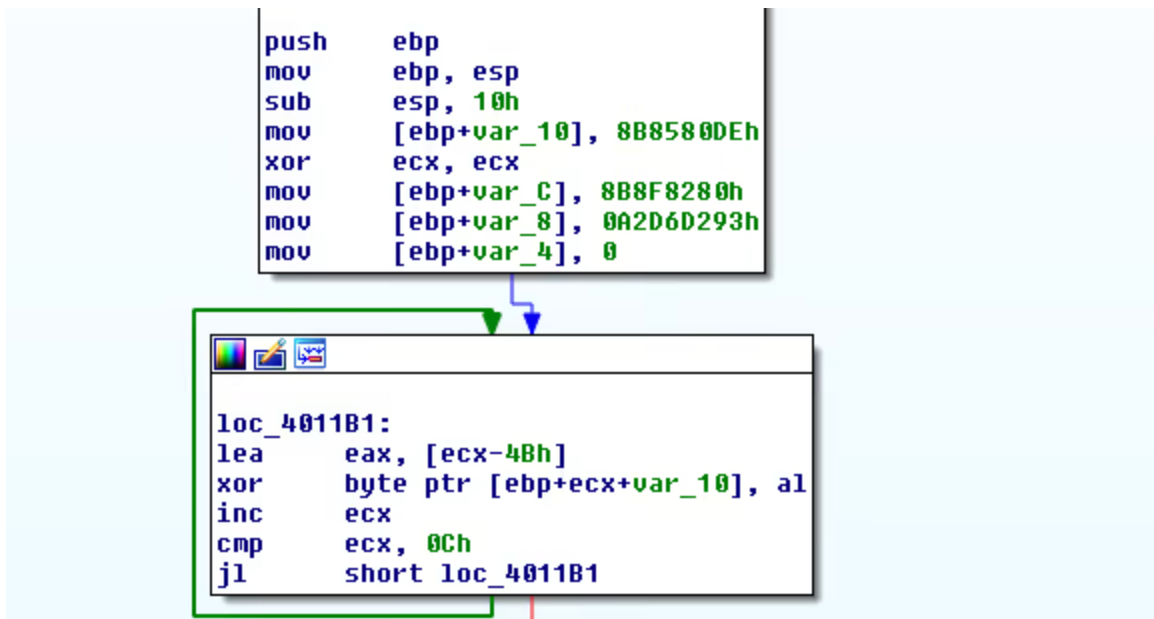 push ebp
mov ebp, esp
sub esp, 10h
mov [ebp+var_10], 8B8580DEh
xor ecx, ecx
mov [ebp+var_C], 8B8F8280h
mov [ebp+var_8], 0A2D6D293h
mov [ebp+var_4], 0
loc_4011B1:
lea eax, [ecx-4Bh]
xor byte ptr [ebp+ecx+var_10], al
inc ecx
cmp ecx, 0Ch
jl short loc_4011B1